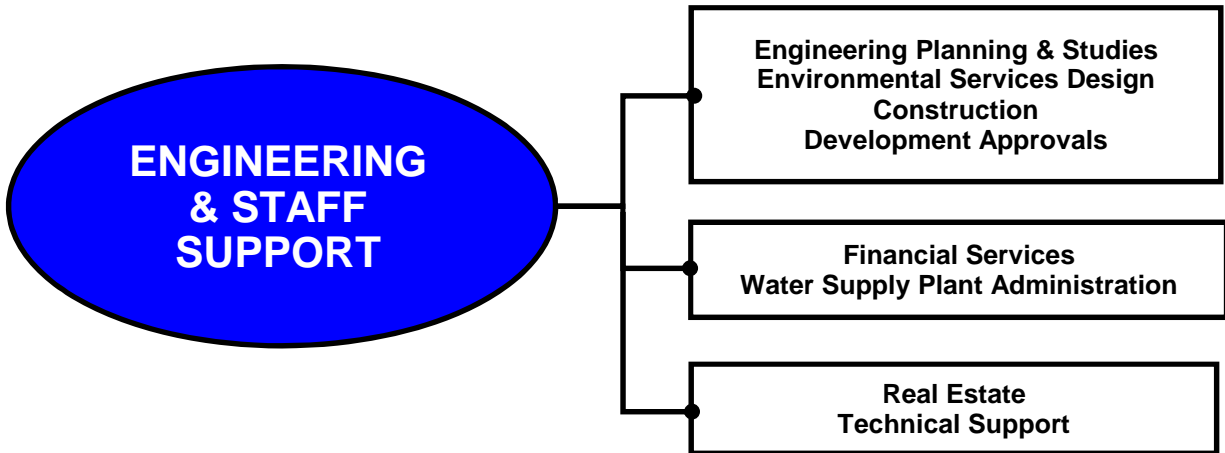 ENGINEERING
& STAFF
SUPPORT
Engineering Planning & Studies
Environmental Services Design
Construction
Development Approvals
Financial Services
Water Supply Plant Administration
Real Estate
Technical Support